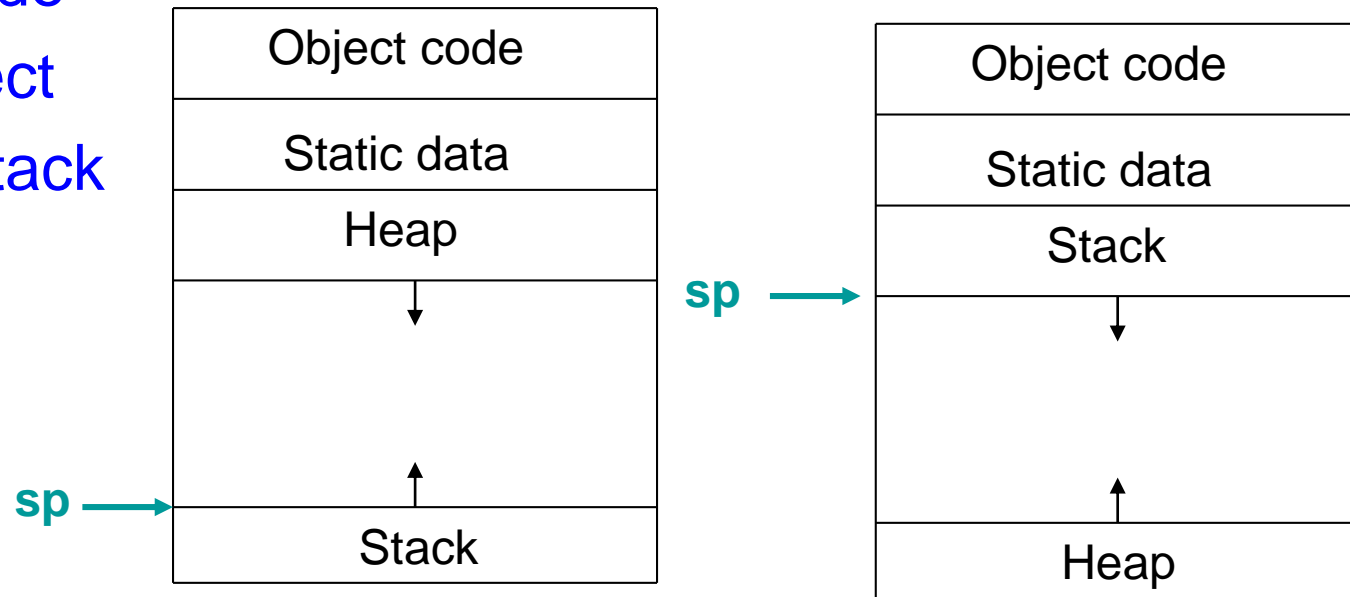 Object code
Static data
Heap
sp
Stack
Object code
Static data
Stack
sp
Heap